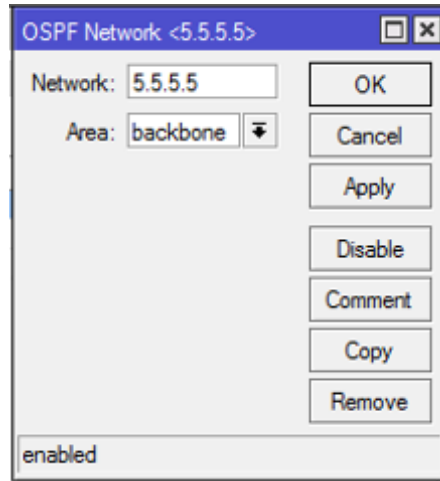 OSPF Network <5.5.5.5>
Network: 5.5.5.5
OK
Area: backbone
Cancel
Apply
Disable
Comment
Copy
Remove
enabled